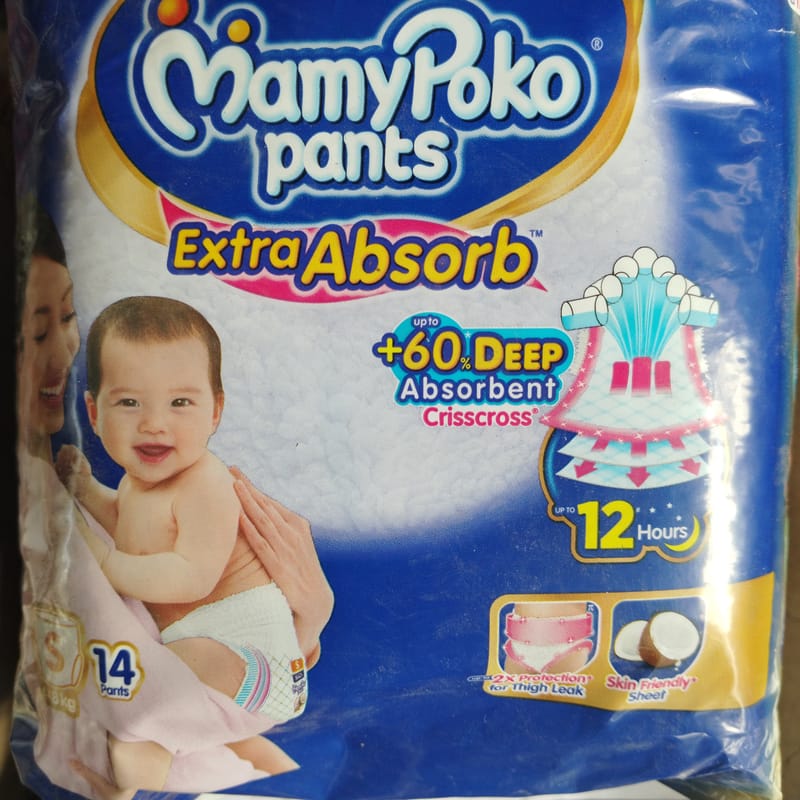 MamyPoko®
pants
Extra Absorb™
up to
+60% DEEP
Absorbent
Crisscross®
UP TO
12 Hours#
S
14
Pants
2X Protection*
for Thigh Leak
Skin Friendly*
Sheet